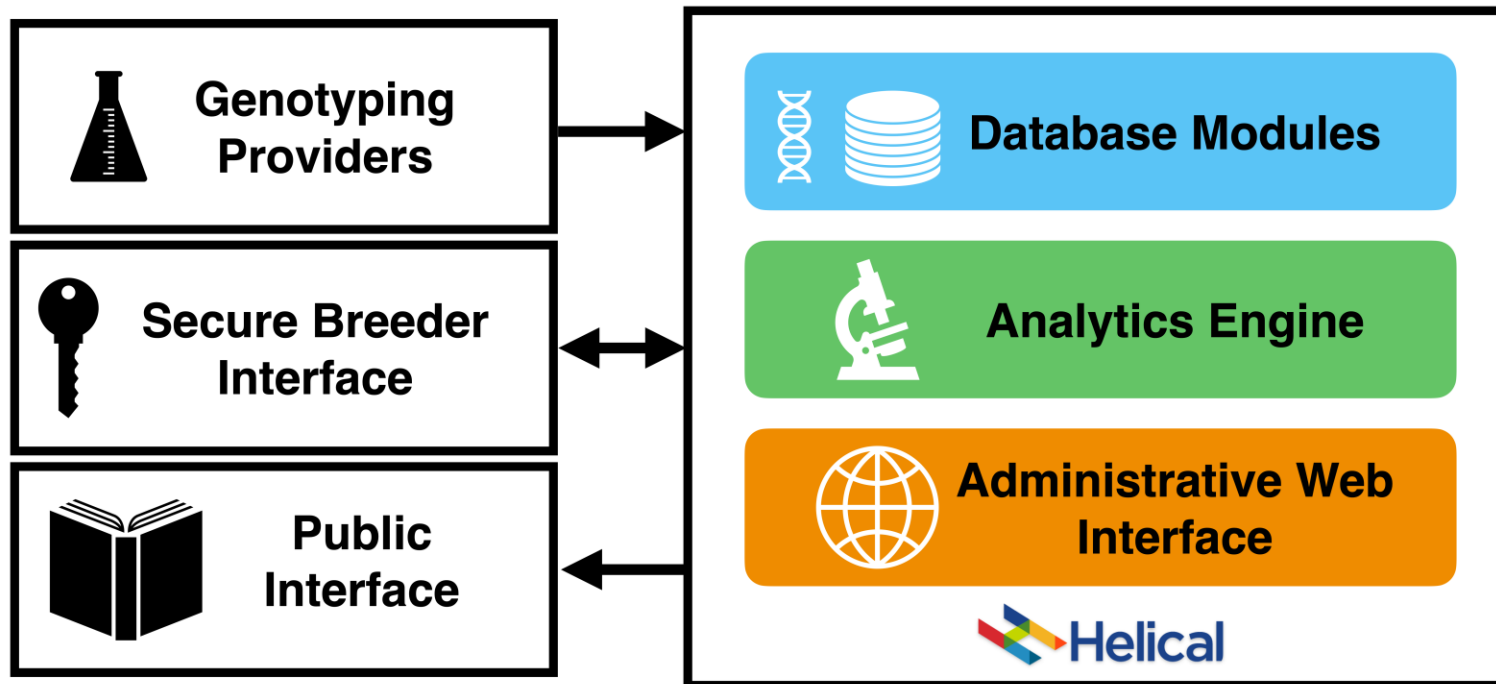 Genotyping
Providers
Secure Breeder
Interface
Public
Interface
Database Modules
Analytics Engine
Administrative Web
Interface
Helical